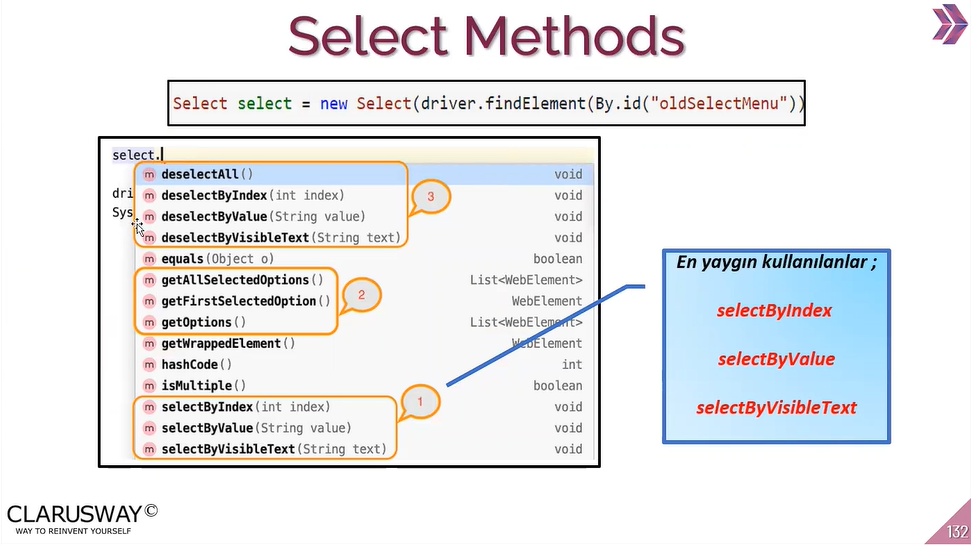 Select Methods
Select select = new Select(driver.findElement(By.id("oldSelectMenu"))
select.
dri
Sys
deselectAll() void
deselectByIndex(int index) void
deselectByValue(String value) void
deselectByVisibleText(String text) void
3
equals(Object o) boolean
getAllSelectedOptions() List<WebElement>
getFirstSelectedOption() WebElement
getOptions() List<WebElement>
2
getWrappedElement() WebElement
hashCode() int
isMultiple() boolean
selectByIndex(int index) void
selectByValue(String value) void
selectByVisibleText(String text) void
1
En yaygın kullanılanlar ;
selectByIndex
selectByValue
selectByVisibleText
CLARUSWAY©
WAY TO REINVENT YOURSELF
132